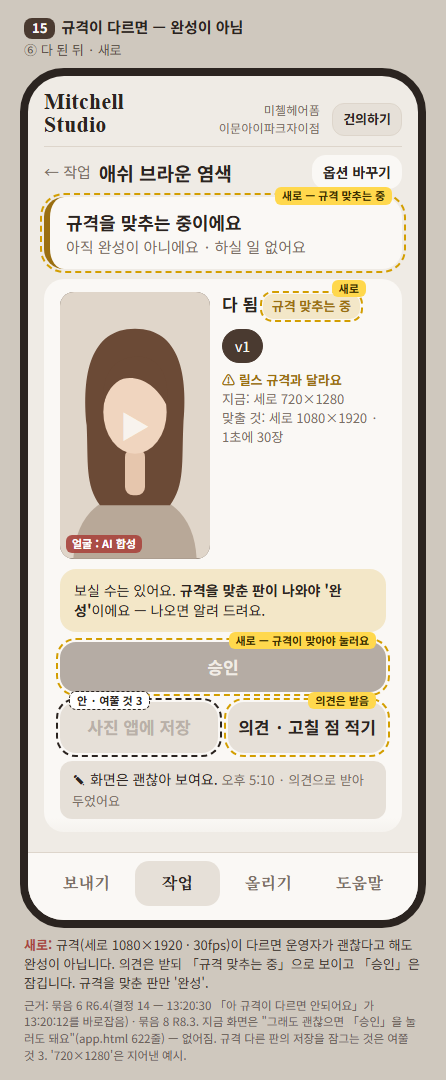 15 규격이 다르면 — 완성이 아님
⑥ 다 된 뒤 · 새로
Mitchell
Studio
미첼헤어폼
이문아이파크자이점
건의하기
← 작업 애쉬 브라운 염색
옵션 바꾸기
새로 — 규격 맞추는 중
규격을 맞추는 중이에요
아직 완성이 아니에요 · 하실 일 없어요
새로
다 됨 규격 맞추는 중
v1
⚠ 릴스 규격과 달라요
지금: 세로 720×1280
맞출 것: 세로 1080×1920 ·
1초에 30장
얼굴 : AI 합성
보실 수는 있어요. 규격을 맞춘 판이 나와야 '완
성'이에요 — 나오면 알려 드려요.
새로 — 규격이 맞아야 눌러요
승인
안 · 여쭐 것 3
사진 앱에 저장
의견은 받음
의견 · 고칠 점 적기
✎ 화면은 괜찮아 보여요. 오후 5:10 · 의견으로 받아
두었어요
보내기
작업
올리기
도움말
새로: 규격(세로 1080×1920 · 30fps)이 다르면 운영자가 괜찮다고 해도
완성이 아닙니다. 의견은 받되 「규격 맞추는 중」으로 보이고 「승인」은
잠깁니다. 규격을 맞춘 판만 '완성'.
근거: 묶음 6 R6.4(결정 14 — 13:20:30 「아 규격이 다르면 안되어요」가
13:20:12를 바로잡음) · 묶음 8 R8.3. 지금 화면은 "그래도 괜찮으면 「승인」을 눌
러도 돼요"(app.html 622줄) — 없어짐. 규격 다른 판의 저장을 잠그는 것은 여쭐
것 3. '720×1280'은 지어낸 예시.